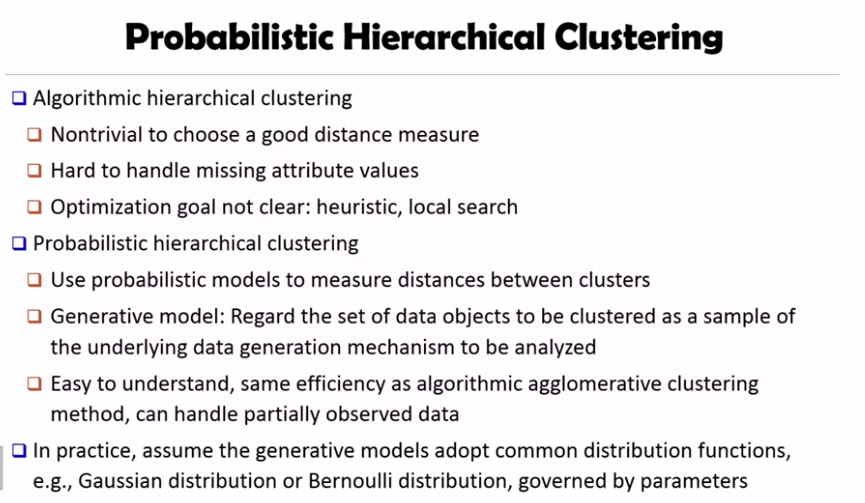 Probabilistic Hierarchical Clustering
Algorithmic hierarchical clustering
Nontrivial to choose a good distance measure
Hard to handle missing attribute values
Optimization goal not clear: heuristic, local search
Probabilistic hierarchical clustering
Use probabilistic models to measure distances between clusters
Generative model: Regard the set of data objects to be clustered as a sample of
the underlying data generation mechanism to be analyzed
Easy to understand, same efficiency as algorithmic agglomerative clustering
method, can handle partially observed data
In practice, assume the generative models adopt common distribution functions,
e.g., Gaussian distribution or Bernoulli distribution, governed by parameters